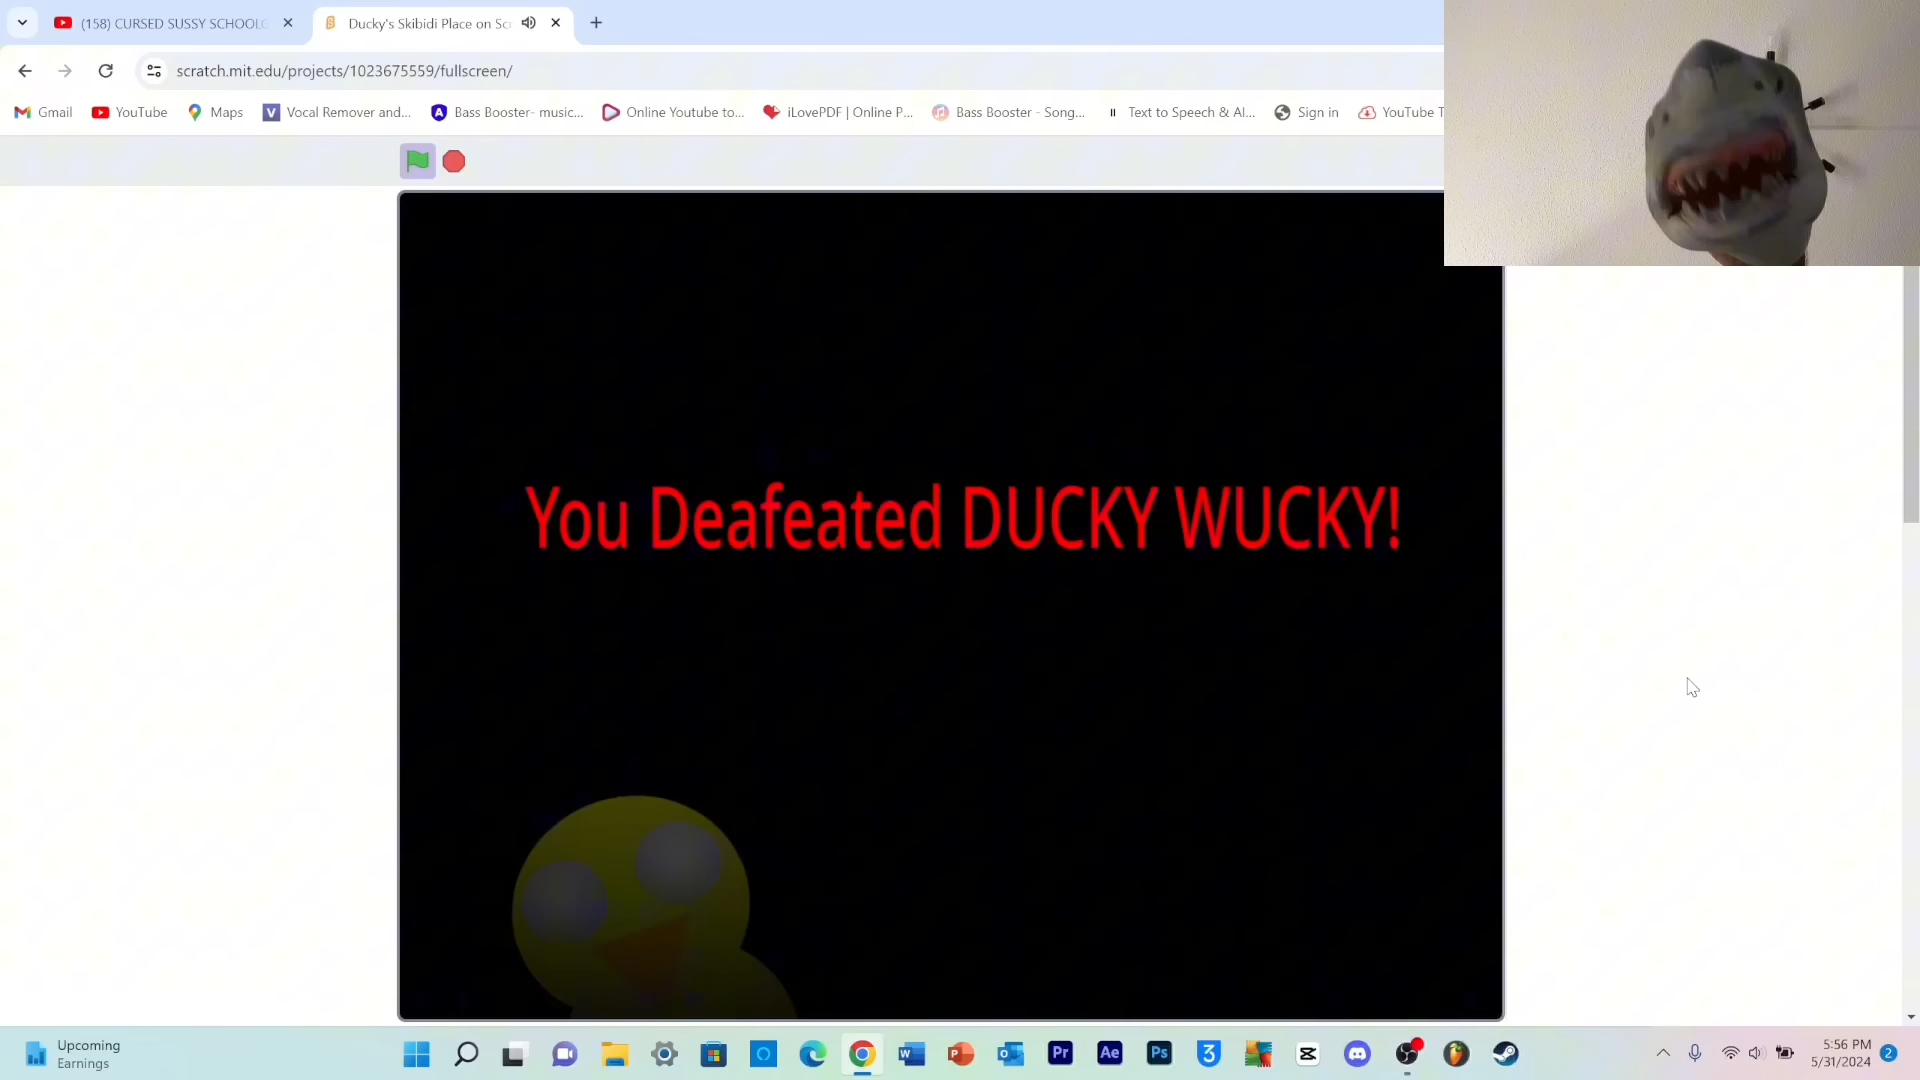 (158) CURSED SUSSY SCHOOLG
Ducky's Skibidi Place on Sc
scratch.mit.edu/projects/1023675559/fullscreen/
Gmail
YouTube
Maps
Vocal Remover and...
Bass Booster- music...
Online Youtube to...
iLovePDF | Online P...
Bass Booster - Song...
Text to Speech & AI...
Sign in
YouTube T
You Deafeated DUCKY WUCKY!
Upcoming
Earnings
5:56 PM
5/31/2024
2